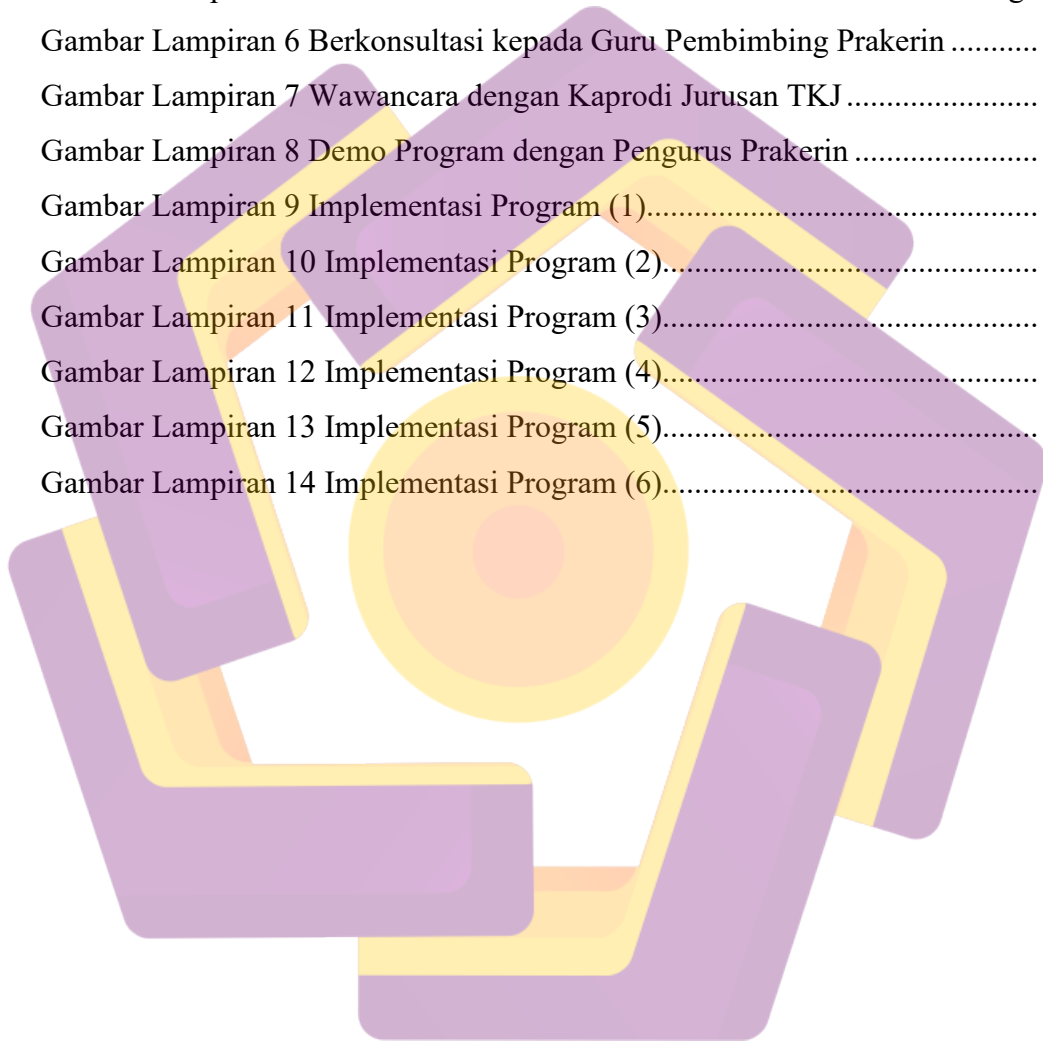 Gambar Lampiran 6 Berkonsultasi kepada Guru Pembimbing Prakerin ...........
Gambar Lampiran 7 Wawancara dengan Kaprodi Jurusan TKJ .......................
Gambar Lampiran 8 Demo Program dengan Pengurus Prakerin ......................
Gambar Lampiran 9 Implementasi Program (1)...............................................
Gambar Lampiran 10 Implementasi Program (2).............................................
Gambar Lampiran 11 Implementasi Program (3).............................................
Gambar Lampiran 12 Implementasi Program (4).............................................
Gambar Lampiran 13 Implementasi Program (5).............................................
Gambar Lampiran 14 Implementasi Program (6).............................................